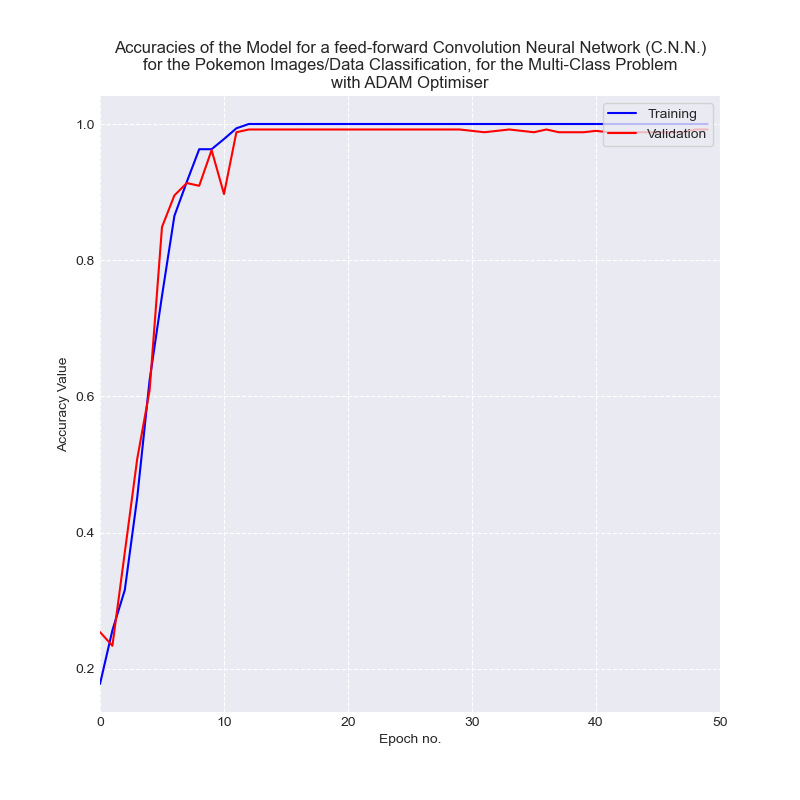 Accuracies of the Model for a feed-forward Convolution Neural Network (C.N.N.)
for the Pokemon Images/Data Classification, for the Multi-Class Problem
with ADAM Optimiser
Training
Validation
1.0
0.8
0.6
0.4
0.2
Accuracy Value
0 10 20 30 40 50
Epoch no.